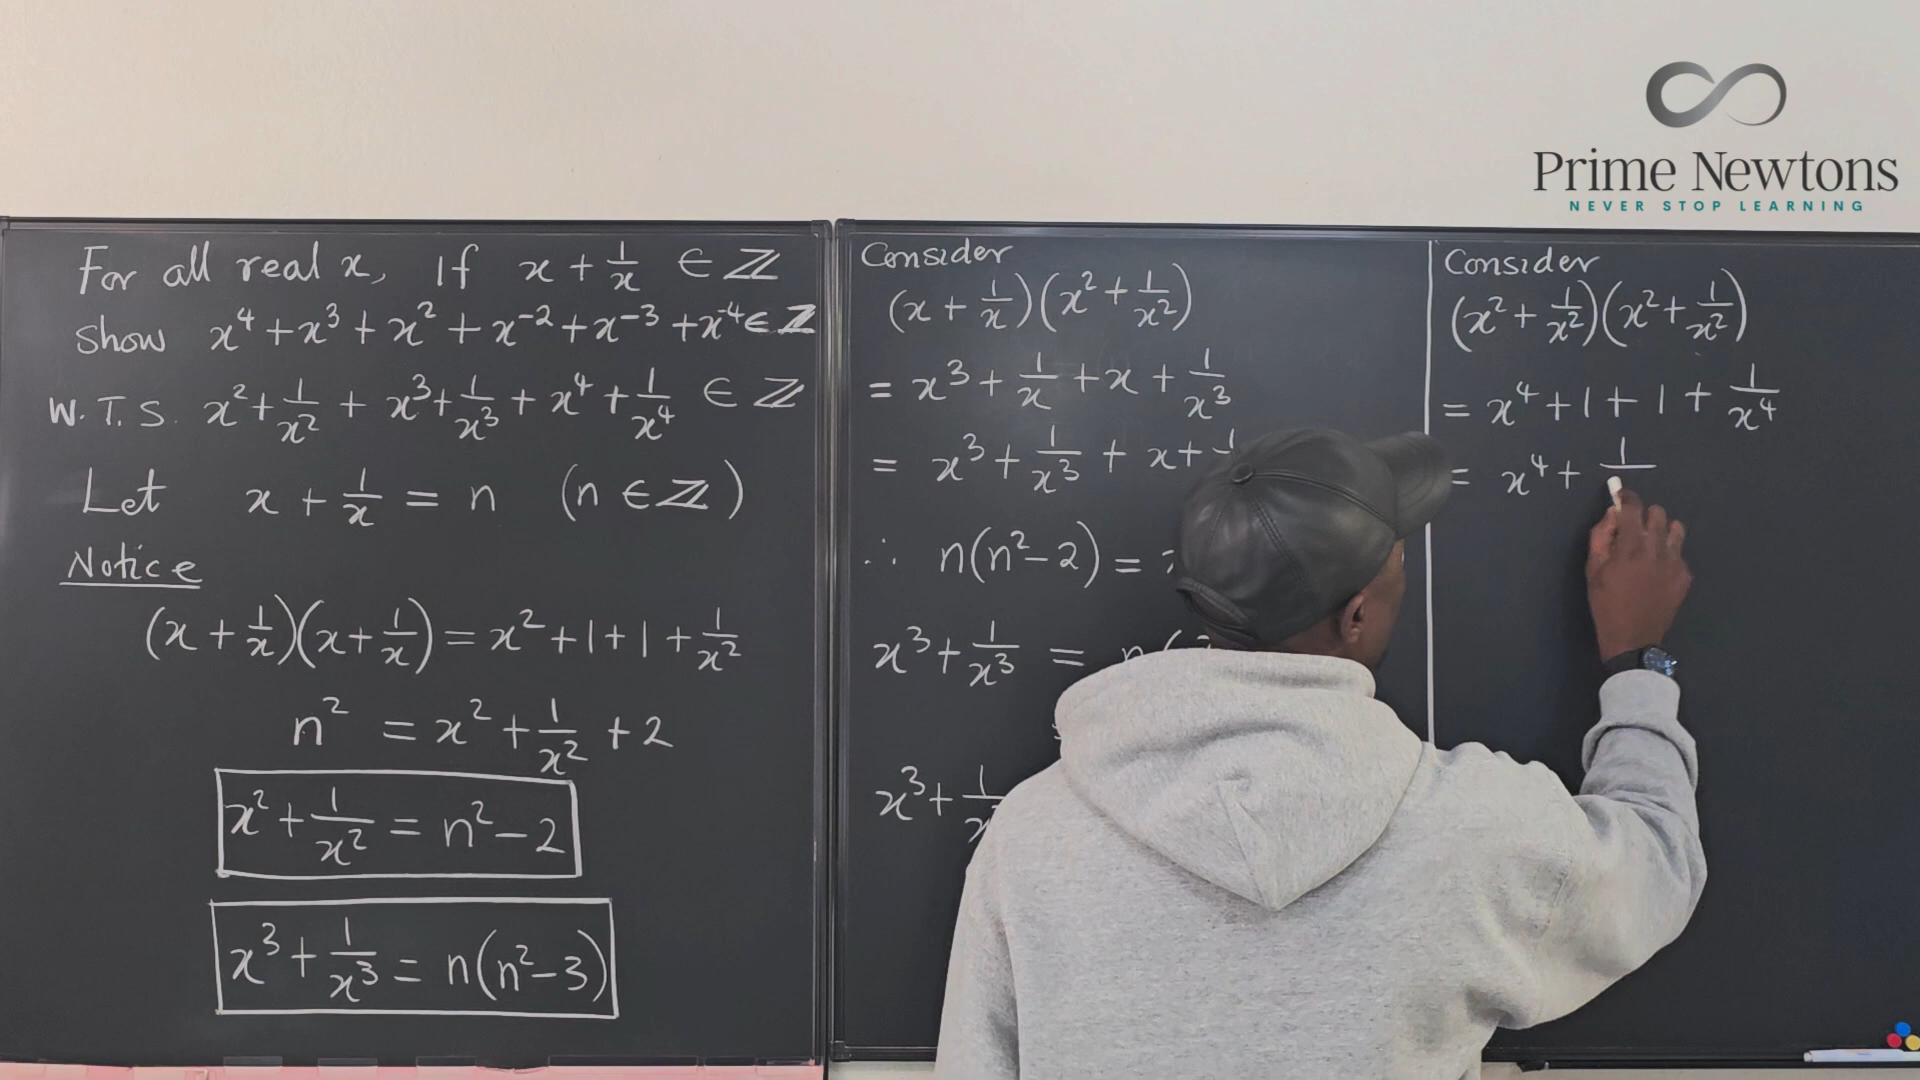 Prime Newtons
NEVER STOP LEARNING
For all real x, If x + 1/x ∈ ℤ
show x⁴ + x³ + x² + x⁻² + x⁻³ + x⁻⁴ ∈ ℤ
W.T.S. x² + 1/x² + x³ + 1/x³ + x⁴ + 1/x⁴ ∈ ℤ
Let x + 1/x = n (n ∈ ℤ)
Notice
(x + 1/x)(x + 1/x) = x² + 1 + 1 + 1/x²
n² = x² + 1/x² + 2
x² + 1/x² = n² - 2
x³ + 1/x³ = n(n² - 3)
Consider
(x + 1/x)(x² + 1/x²)
= x³ + 1/x + x + 1/x³
= x³ + 1/x³ + x +
∴ n(n² - 2) =
x³ + 1/x³ =
x³ +
Consider
(x² + 1/x²)(x² + 1/x²)
= x⁴ + 1 + 1 + 1/x⁴
= x⁴ + 1/